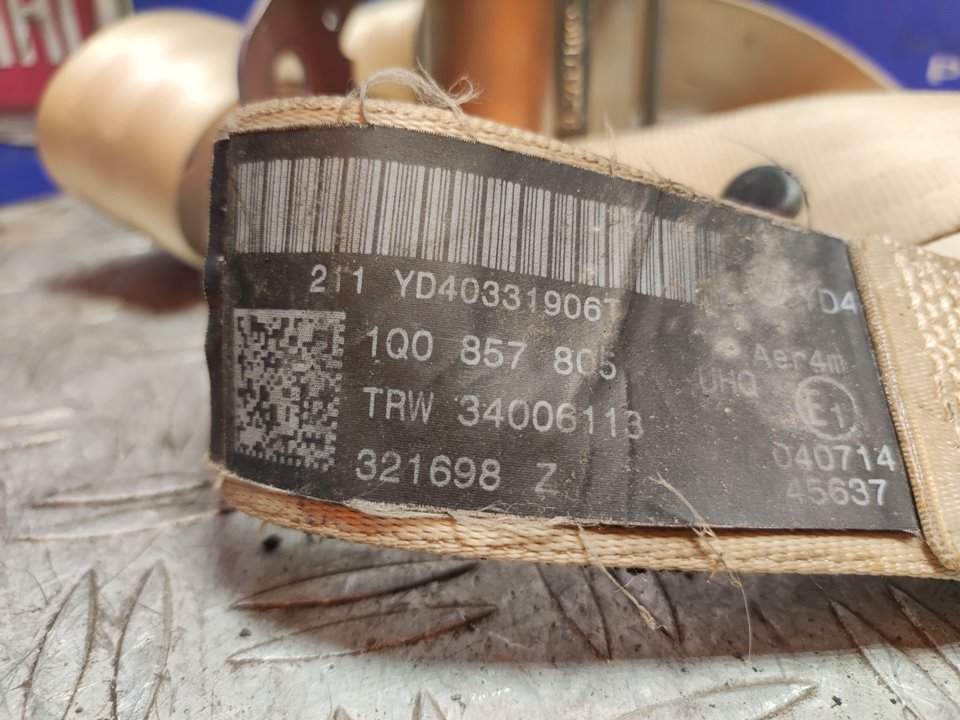 211 YD40331906T
1Q0 857 805
TRW 34006113
321698 Z
YD4
Aer4m
UHQ
E1
040714
45637